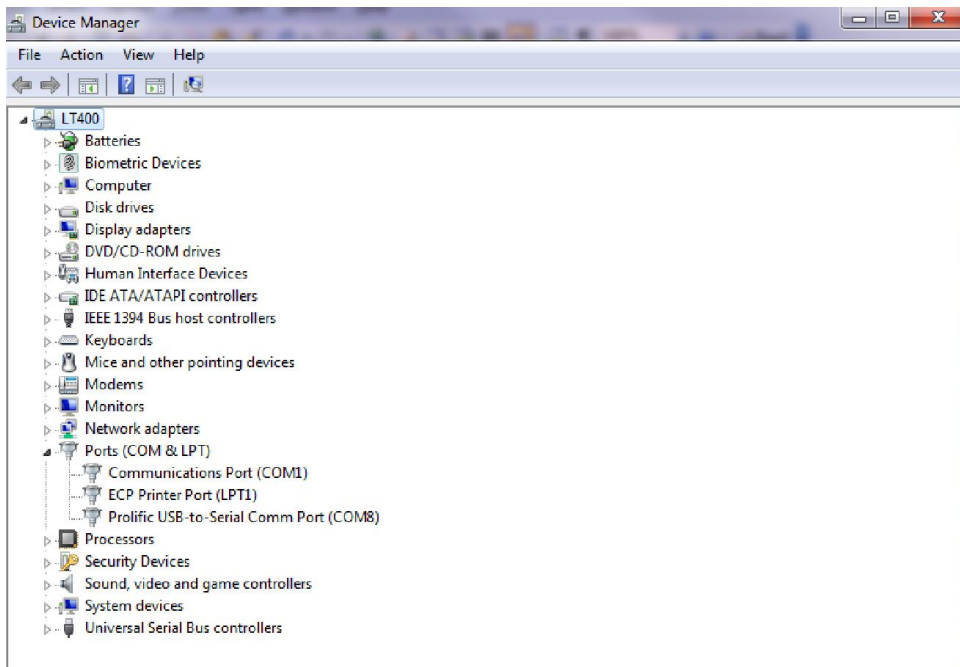 Device Manager
File Action View Help
LT400
Batteries
Biometric Devices
Computer
Disk drives
Display adapters
DVD/CD-ROM drives
Human Interface Devices
IDE ATA/ATAPI controllers
IEEE 1394 Bus host controllers
Keyboards
Mice and other pointing devices
Modems
Monitors
Network adapters
Ports (COM & LPT)
Communications Port (COM1)
ECP Printer Port (LPT1)
Prolific USB-to-Serial Comm Port (COM8)
Processors
Security Devices
Sound, video and game controllers
System devices
Universal Serial Bus controllers